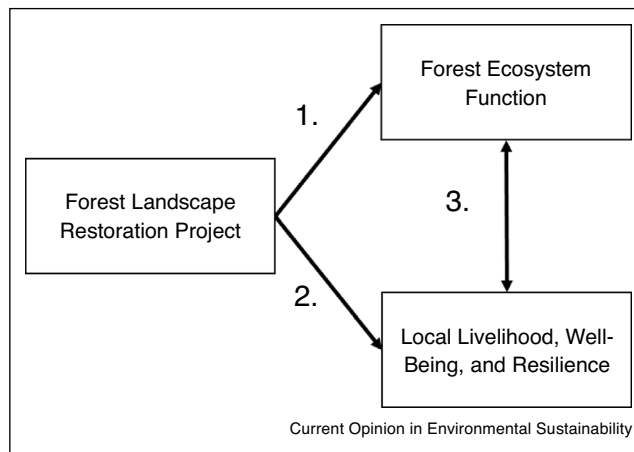 Forest Ecosystem
Function
1.
Forest Landscape
Restoration Project
3.
2.
Local Livelihood, Well-
Being, and Resilience
Current Opinion in Environmental Sustainability